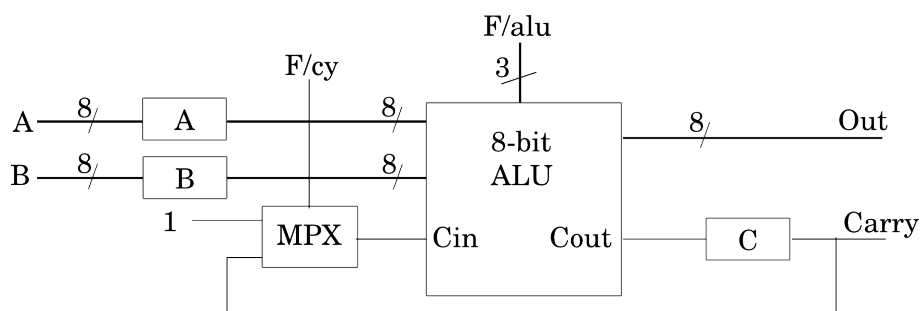 F/alu
3
F/cy
A
8
A
8
8-bit
ALU
8
Out
B
8
B
8
1
MPX
Cin
Cout
C
Carry